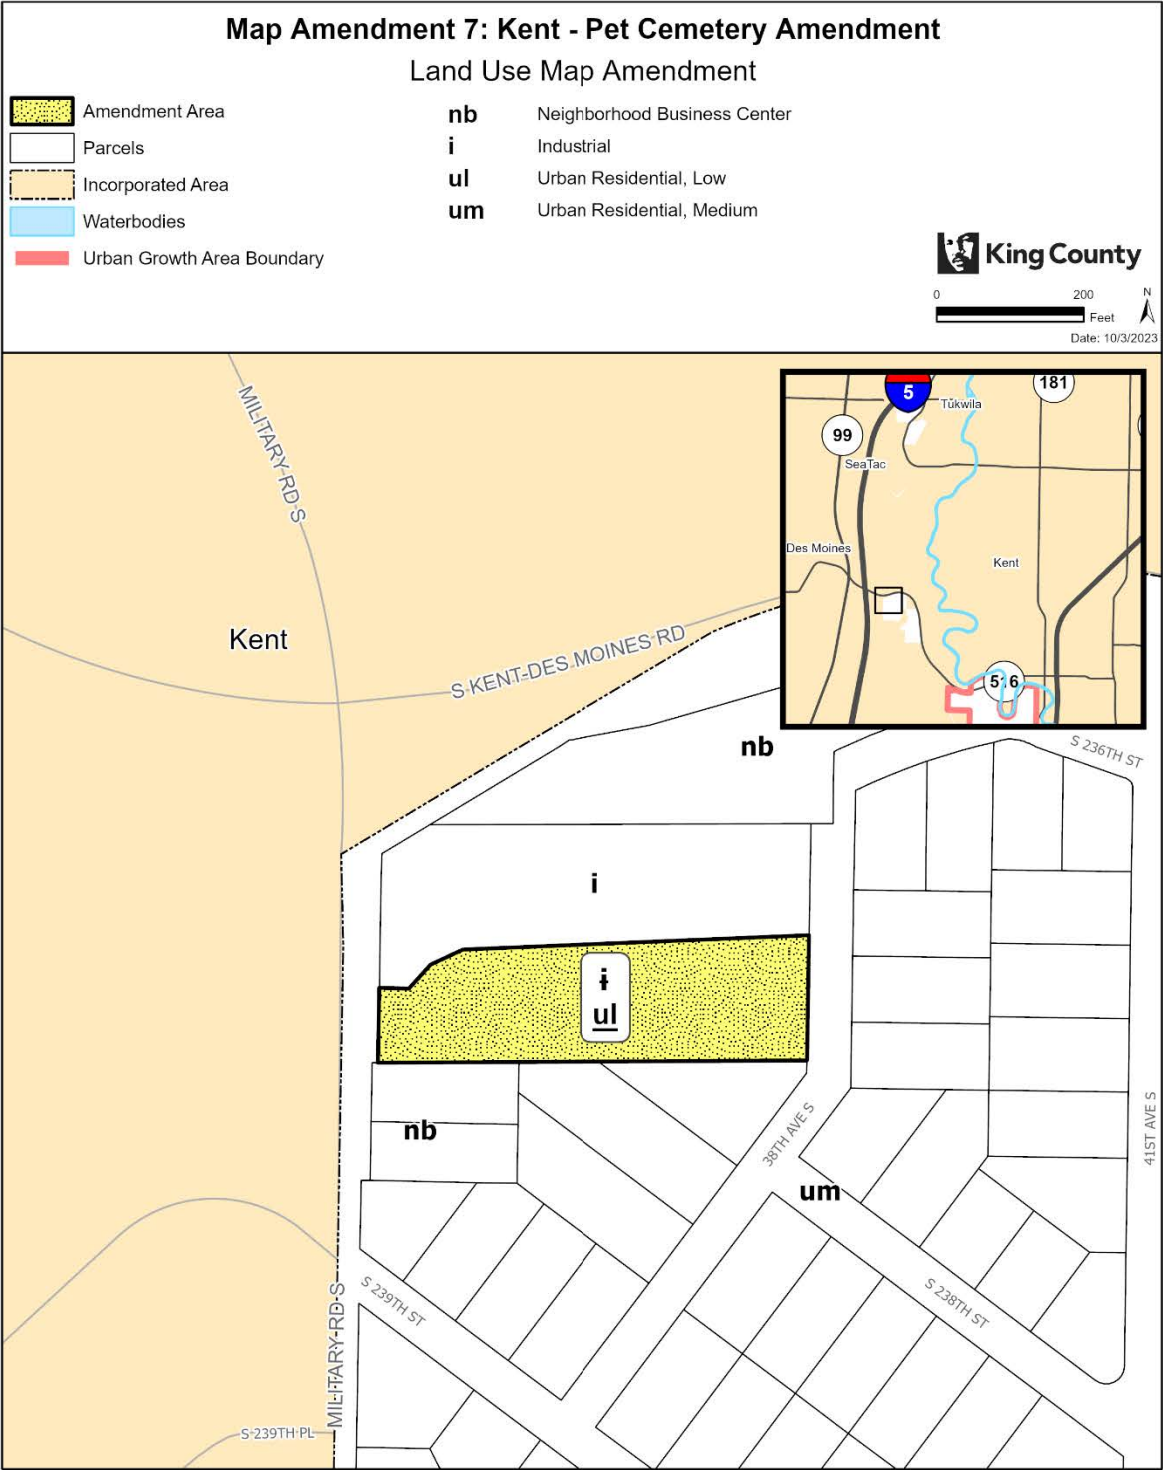 Map Amendment 7: Kent - Pet Cemetery Amendment
Land Use Map Amendment
Amendment Area
Parcels
Incorporated Area
Waterbodies
Urban Growth Area Boundary
nb Neighborhood Business Center
i Industrial
ul Urban Residential, Low
um Urban Residential, Medium
King County
0 200
Feet
N
Date: 10/3/2023
MILITARY RD S
5
Tukwila
181
99
SeaTac
Des Moines
Kent
516
Kent
S KENT-DES MOINES RD
nb
S 236TH ST
i
i
ul
nb
38TH AVE S
41ST AVE S
um
S 239TH ST
S 238TH ST
MILITARY RD S
S 239TH PL